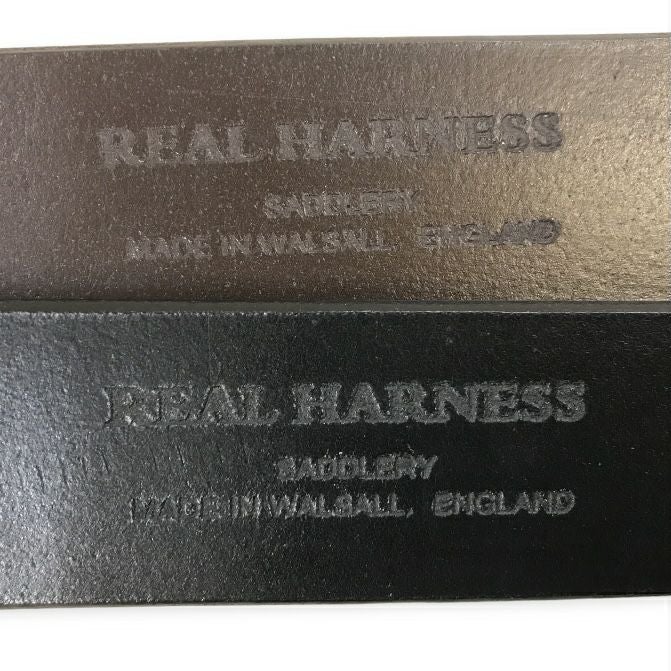 REAL HARNESS
SADDLERY
MADE IN WALSALL, ENGLAND
REAL HARNESS
SADDLERY
MADE IN WALSALL, ENGLAND